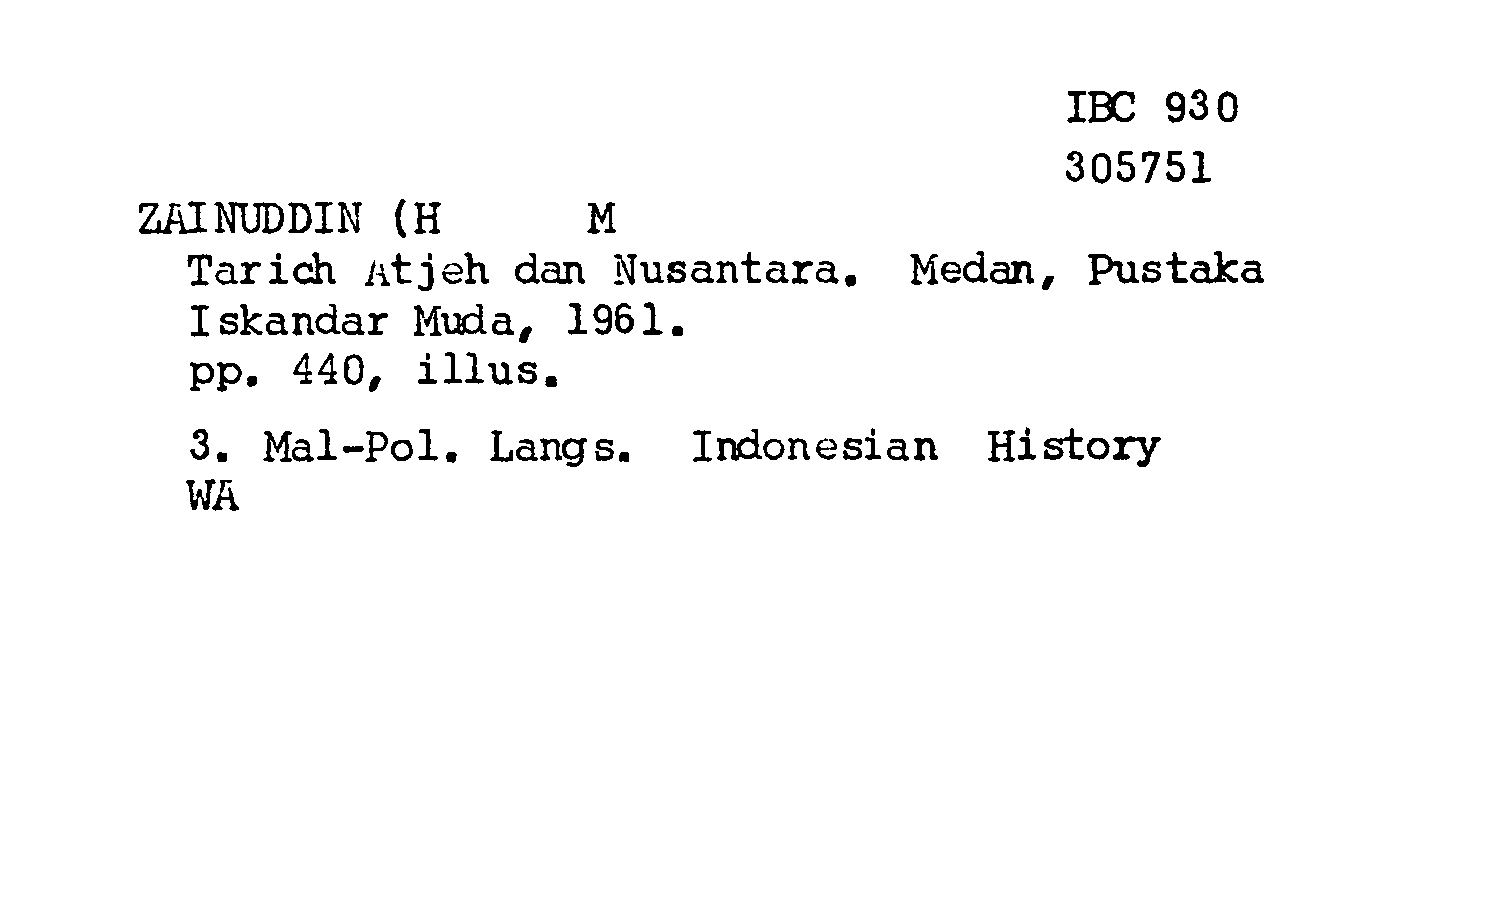 IBC 930
305751
ZAINUDDIN (H M
Tarich Atjeh dan Nusantara. Medan, Pustaka
Iskandar Muda, 1961.
pp. 440, illus.
3. Mal-Pol. Langs. Indonesian History
WA